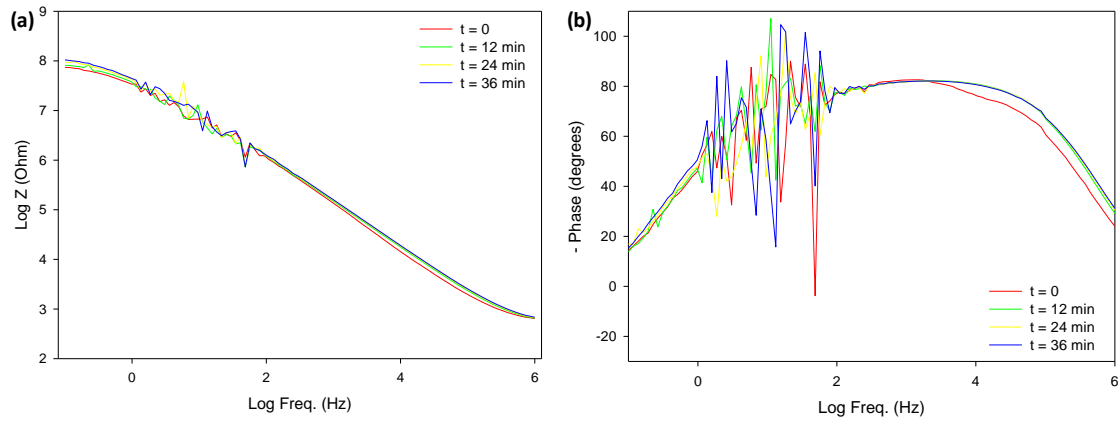 (a)
9
8
7
6
5
4
3
2
Log Z (Ohm)
0
2
4
6
Log Freq. (Hz)
t = 0
t = 12 min
t = 24 min
t = 36 min
(b)
100
80
60
40
20
0
-20
- Phase (degrees)
0
2
4
6
Log Freq. (Hz)
t = 0
t = 12 min
t = 24 min
t = 36 min